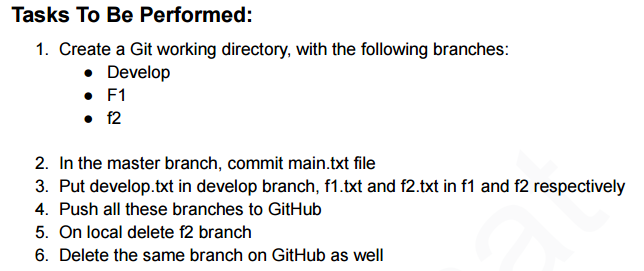 Tasks To Be Performed:
1. Create a Git working directory, with the following branches:
● Develop
● F1
● f2
2. In the master branch, commit main.txt file
3. Put develop.txt in develop branch, f1.txt and f2.txt in f1 and f2 respectively
4. Push all these branches to GitHub
5. On local delete f2 branch
6. Delete the same branch on GitHub as well